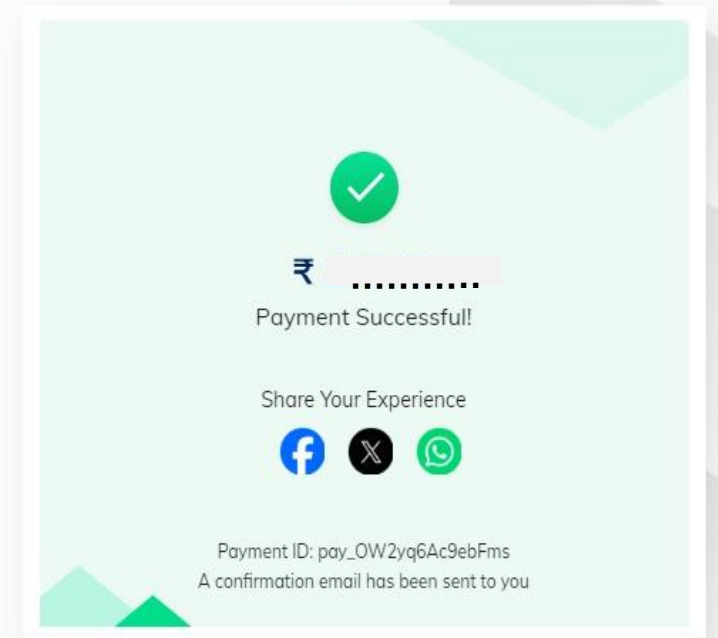 ₹ ...........
Payment Successful!
Share Your Experience
Payment ID: pay_OW2yq6Ac9ebFms
A confirmation email has been sent to you